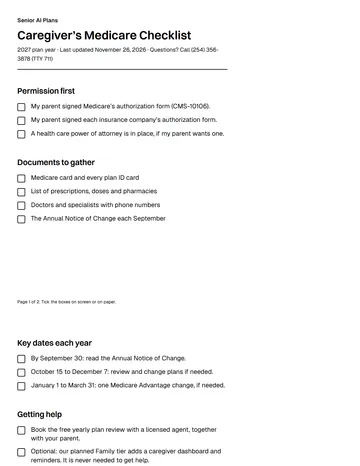 Senior AI Plans
Caregiver's Medicare Checklist
2027 plan year · Last updated November 26, 2026 · Questions? Call (254) 356-
3878 (TTY 711)
Permission first
My parent signed Medicare's authorization form (CMS-10106).
My parent signed each insurance company's authorization form.
A health care power of attorney is in place, if my parent wants one.
Documents to gather
Medicare card and every plan ID card
List of prescriptions, doses and pharmacies
Doctors and specialists with phone numbers
The Annual Notice of Change each September
Page 1 of 2. Tick the boxes on screen or on paper.
Key dates each year
By September 30: read the Annual Notice of Change.
October 15 to December 7: review and change plans if needed.
January 1 to March 31: one Medicare Advantage change, if needed.
Getting help
Book the free yearly plan review with a licensed agent, together
with your parent.
Optional: our planned Family tier adds a caregiver dashboard and
reminders. It is never needed to get help.